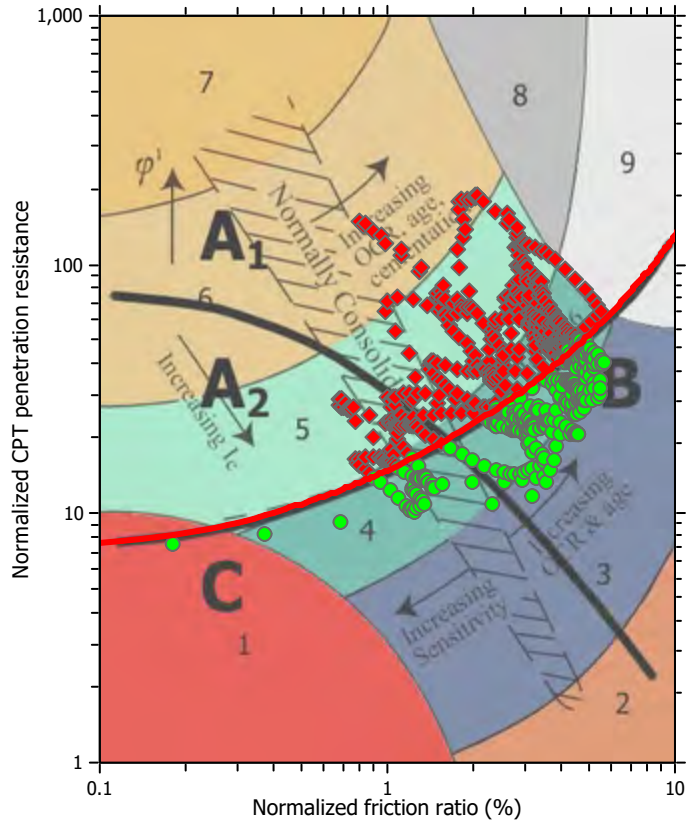 1,000
100
10
1
0.1
1
10
Normalized CPT penetration resistance
Normalized friction ratio (%)
7
8
9
φ'
A1
6
Normally Consolid
Increasing
OCR, age,
cementation
A2
Increasing Ic
5
6
B
4
C
1
Increasing
& age
Increasing
Sensitivity
3
2